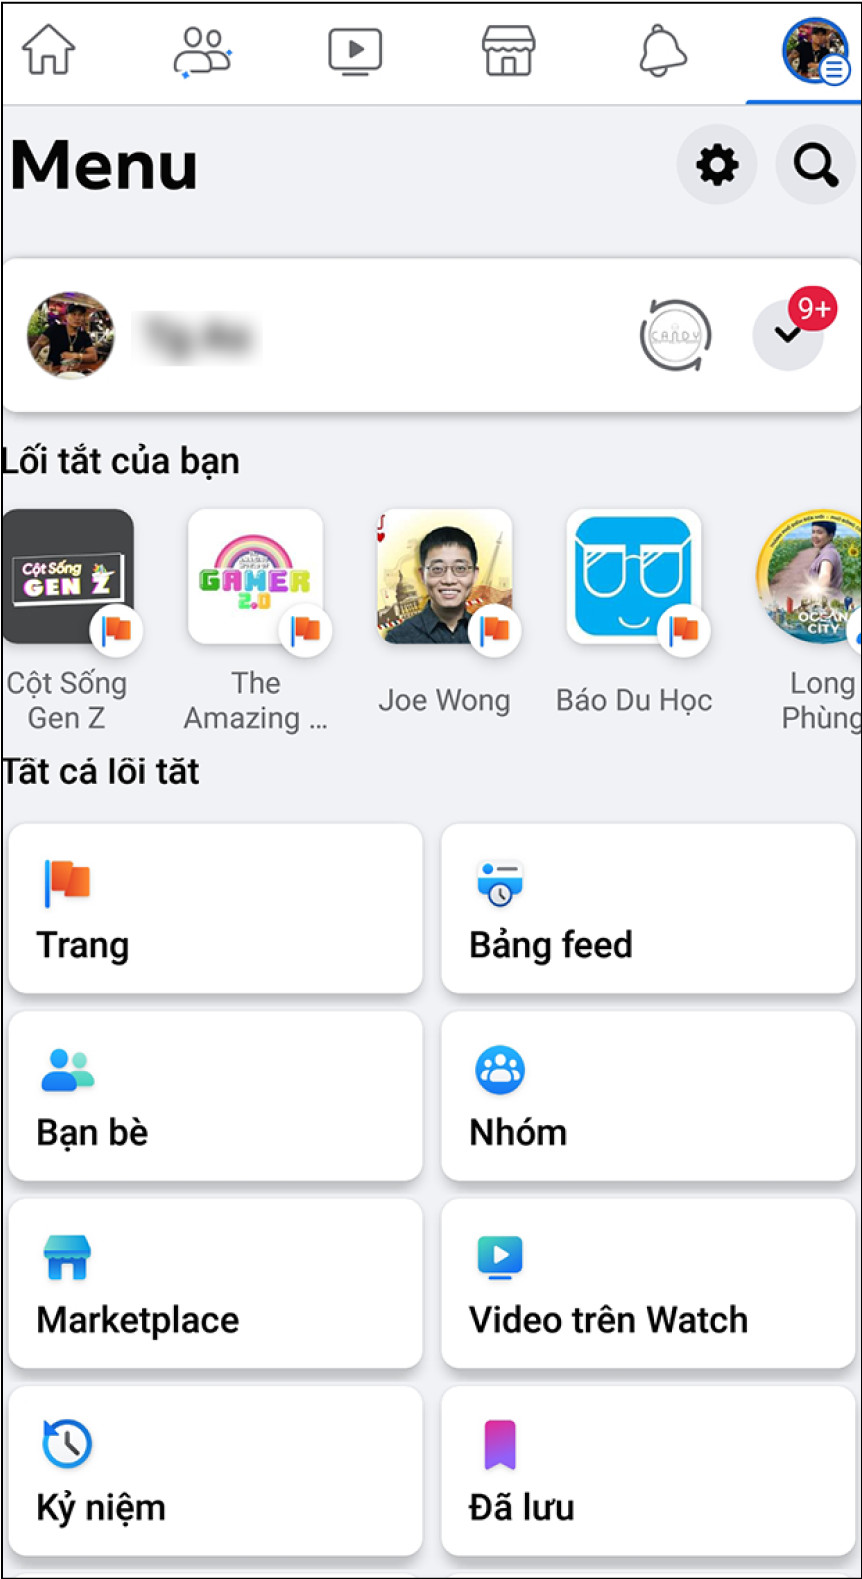 Menu
CANDY
9+
Lối tắt của bạn
Cột Sống
GEN Z
GAMER
2.0
OCEAN
CITY
Cột Sống
Gen Z
The
Amazing ...
Joe Wong
Báo Du Học
Long
Phùng
Tất cả lối tắt
Trang
Bảng feed
Bạn bè
Nhóm
Marketplace
Video trên Watch
Kỷ niệm
Đã lưu